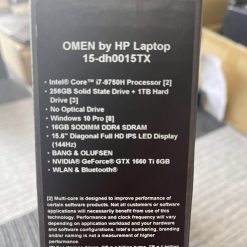 OMEN by HP Laptop
15-dh0015TX
• Intel® Core™ i7-9750H Processor [2]
• 256GB Solid State Drive + 1TB Hard
Drive [3]
• No Optical Drive
• Windows 10 Pro [8]
• 16GB SODIMM DDR4 SDRAM
• 15.6" Diagonal Full HD IPS LED Display
(144Hz)
• BANG & OLUFSEN
• NVIDIA® GeForce® GTX 1660 Ti 6GB
• WLAN & Bluetooth®
[2] Multi-core is designed to improve performance of
certain software products. Not all customers or software
applications will necessarily benefit from use of this
technology. Performance and clock frequency will vary
depending on application workload and your hardware
and software configurations. Intel's numbering, branding
and/or naming is not a measurement of higher
performance.